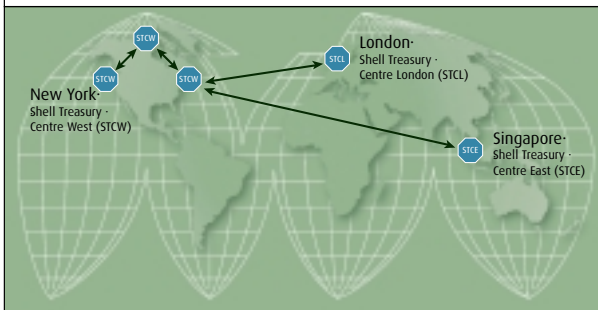 STCW
STCW
STCW
New York·
Shell Treasury ·
Centre West (STCW)
STCL
London·
Shell Treasury ·
Centre London (STCL)
STCE
Singapore·
Shell Treasury ·
Centre East (STCE)